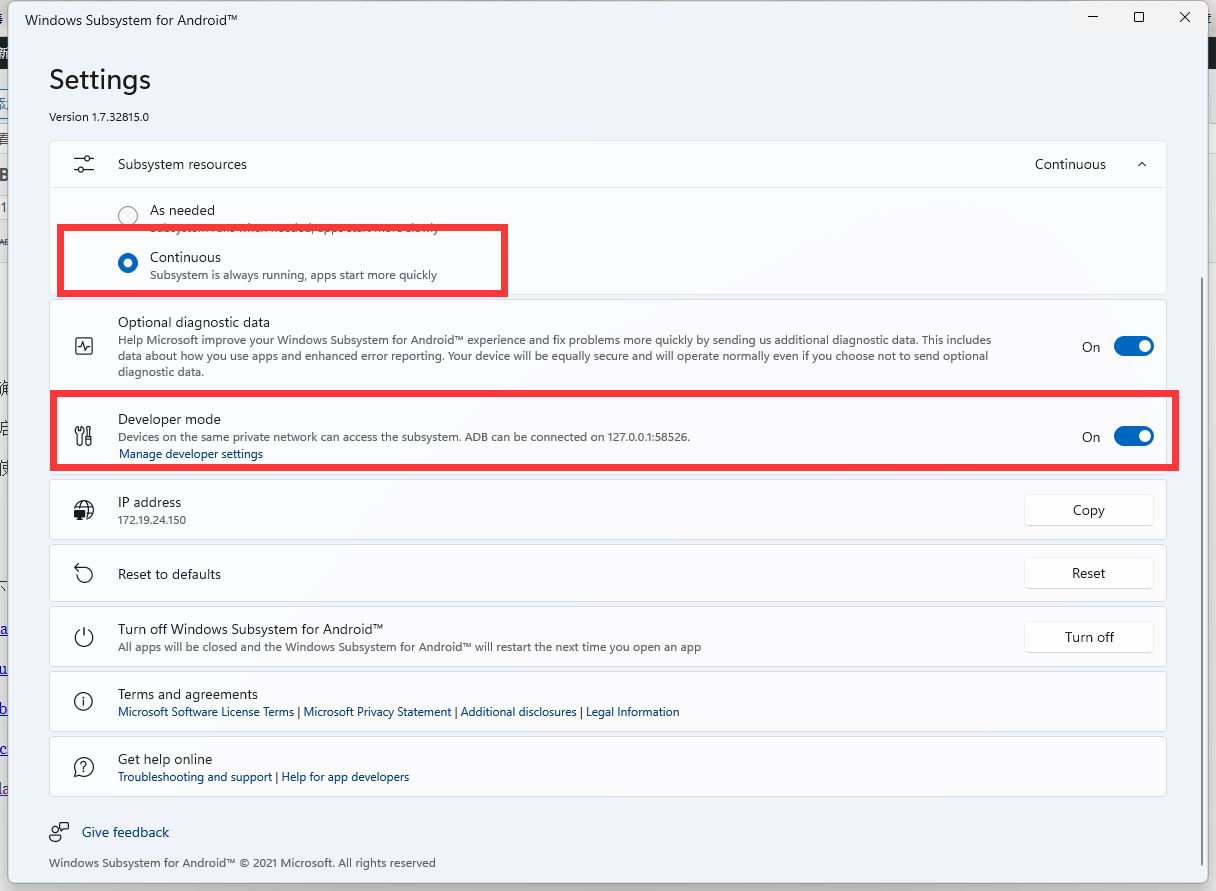 Windows Subsystem for Android™
Settings
Version 1.7.32815.0
Subsystem resources
Continuous
As needed
Subsystem runs when needed, apps start more slowly
Continuous
Subsystem is always running, apps start more quickly
Optional diagnostic data
Help Microsoft improve your Windows Subsystem for Android™ experience and fix problems more quickly by sending us additional diagnostic data. This includes
data about how you use apps and enhanced error reporting. Your device will be equally secure and will operate normally even if you choose not to send optional
diagnostic data.
On
Developer mode
Devices on the same private network can access the subsystem. ADB can be connected on 127.0.0.1:58526.
Manage developer settings
On
IP address
172.19.24.150
Copy
Reset to defaults
Reset
Turn off Windows Subsystem for Android™
All apps will be closed and the Windows Subsystem for Android™ will restart the next time you open an app
Turn off
Terms and agreements
Microsoft Software License Terms | Microsoft Privacy Statement | Additional disclosures | Legal Information
Get help online
Troubleshooting and support | Help for app developers
Give feedback
Windows Subsystem for Android™ © 2021 Microsoft. All rights reserved